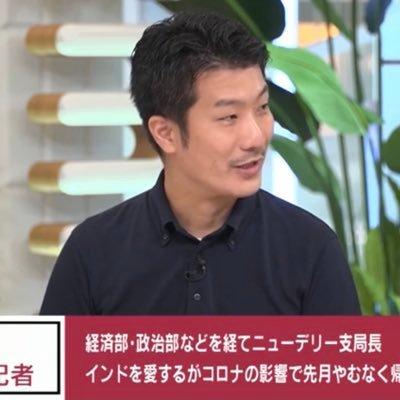 記者
経済部・政治部などを経てニューデリー支局長
インドを愛するがコロナの影響で先月やむなく帰